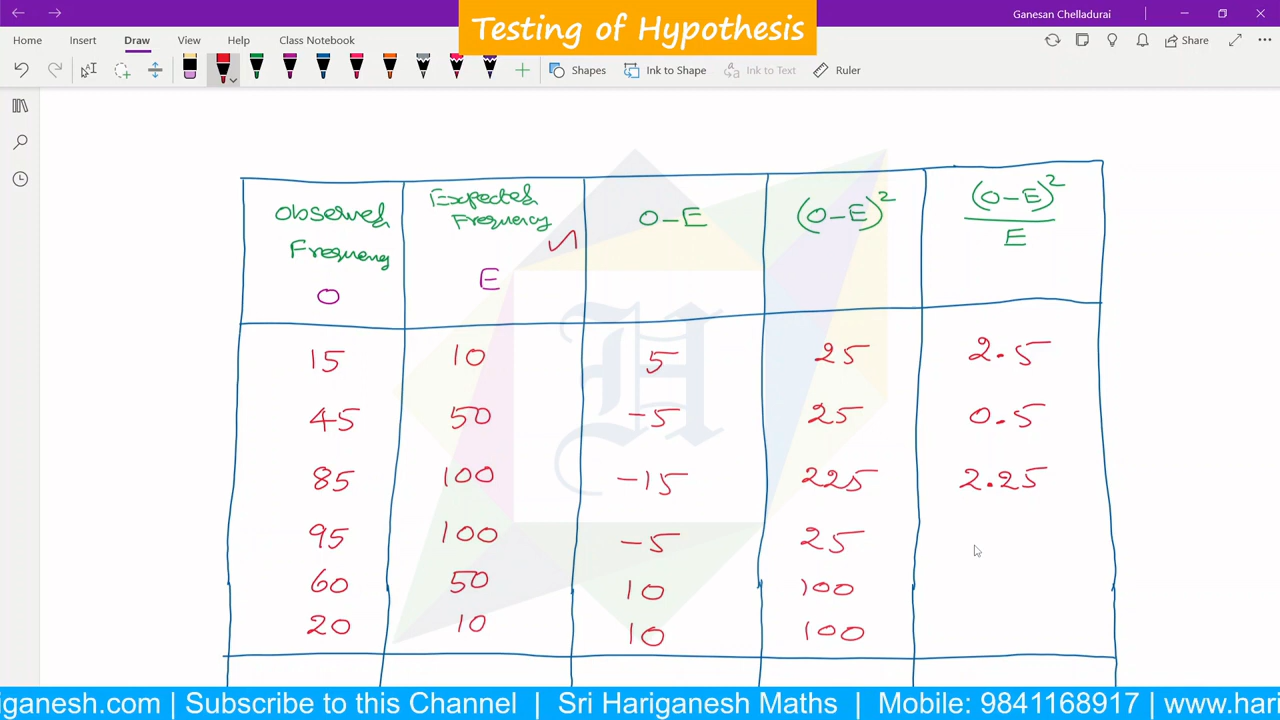 Ganesan Chelladurai
Testing of Hypothesis
Home Insert Draw View Help Class Notebook
Share
Shapes Ink to Shape Ink to Text Ruler
Observed Frequency O
Expected Frequency E
O-E
(O-E)²
(O-E)²/E
15 10 5 25 2.5
45 50 -5 25 0.5
85 100 -15 225 2.25
95 100 -5 25
60 50 10 100
20 10 10 100
H
iganesh.com | Subscribe to this Channel | Sri Hariganesh Maths | Mobile: 9841168917 | www.hari